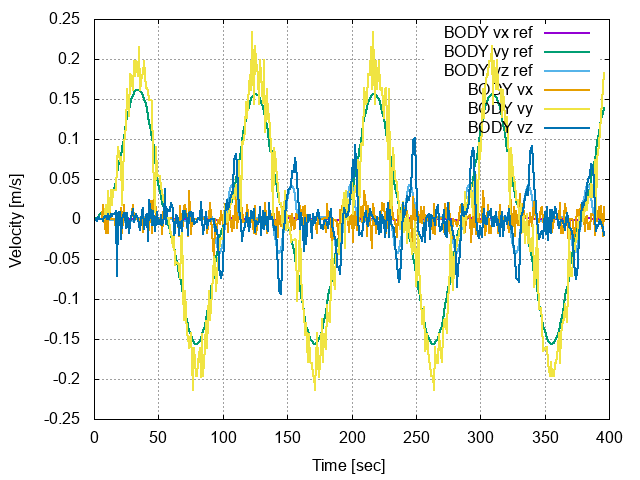 0.25
0.2
0.15
0.1
0.05
0
-0.05
-0.1
-0.15
-0.2
-0.25
Velocity [m/s]
BODY vx ref
BODY vy ref
BODY vz ref
BODY vx
BODY vy
BODY vz
0 50 100 150 200 250 300 350 400
Time [sec]